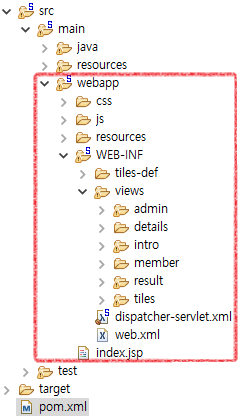 src
main
java
resources
webapp
css
js
resources
WEB-INF
tiles-def
views
admin
details
intro
member
result
tiles
dispatcher-servlet.xml
web.xml
index.jsp
test
target
pom.xml